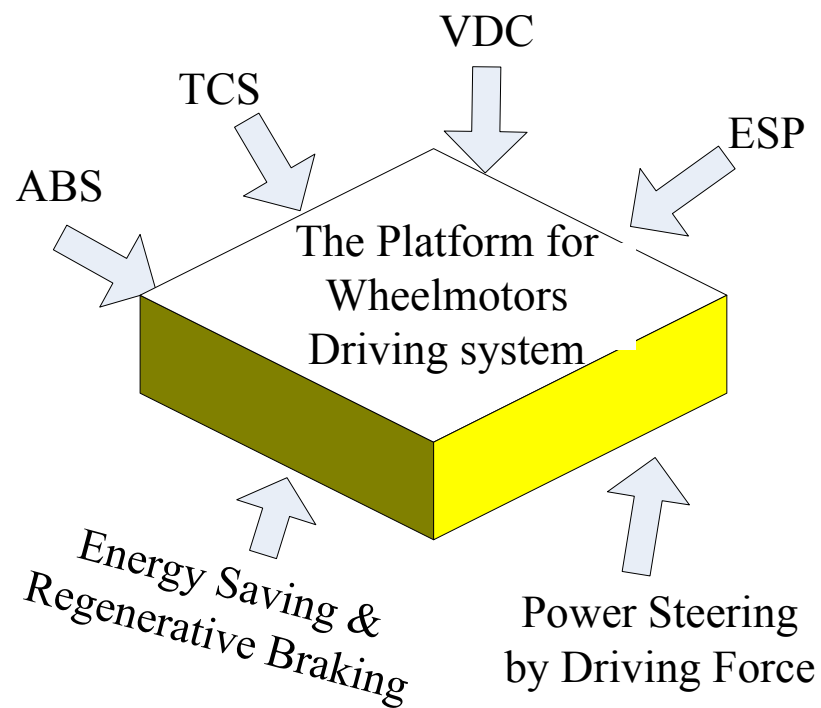 VDC
TCS
ESP
ABS
The Platform for
Wheelmotors
Driving system
Energy Saving &
Regenerative Braking
Power Steering
by Driving Force